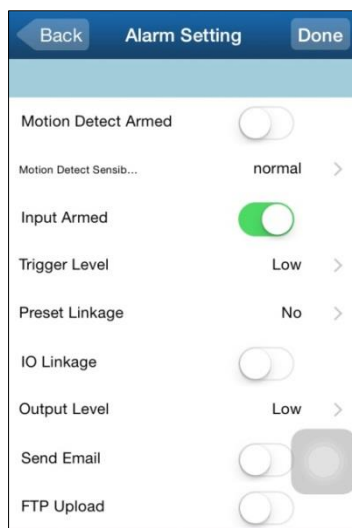 Back Alarm Setting Done
Motion Detect Armed
Motion Detect Sensib... normal
Input Armed
Trigger Level Low
Preset Linkage No
IO Linkage
Output Level Low
Send Email
FTP Upload